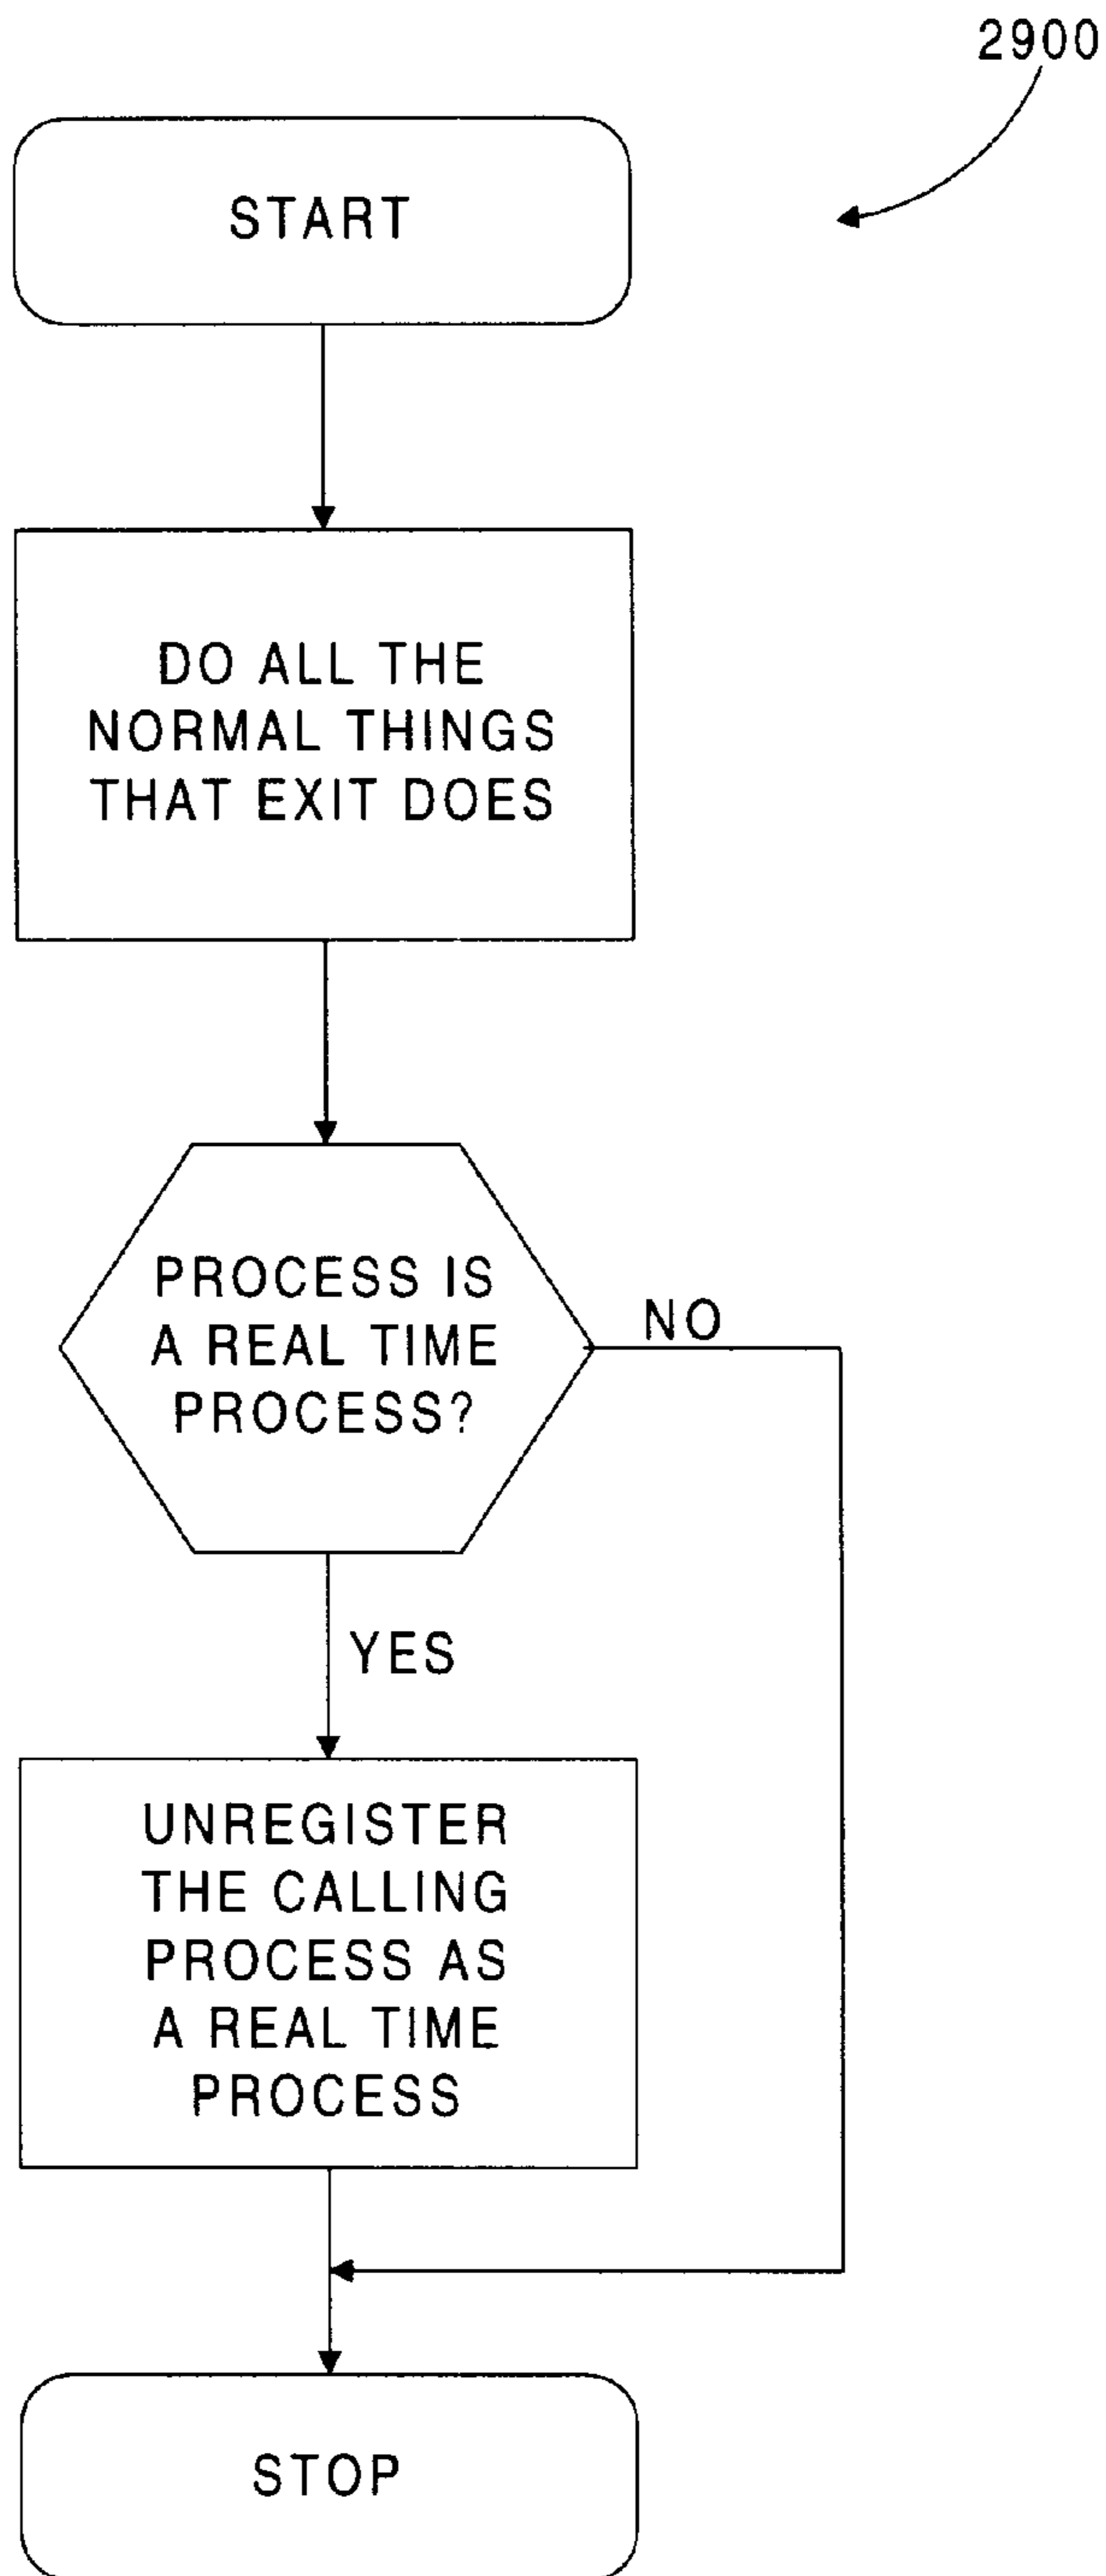 2900
START
DO ALL THE
NORMAL THINGS
THAT EXIT DOES
PROCESS IS
A REAL TIME
PROCESS?
NO
YES
UNREGISTER
THE CALLING
PROCESS AS
A REAL TIME
PROCESS
STOP